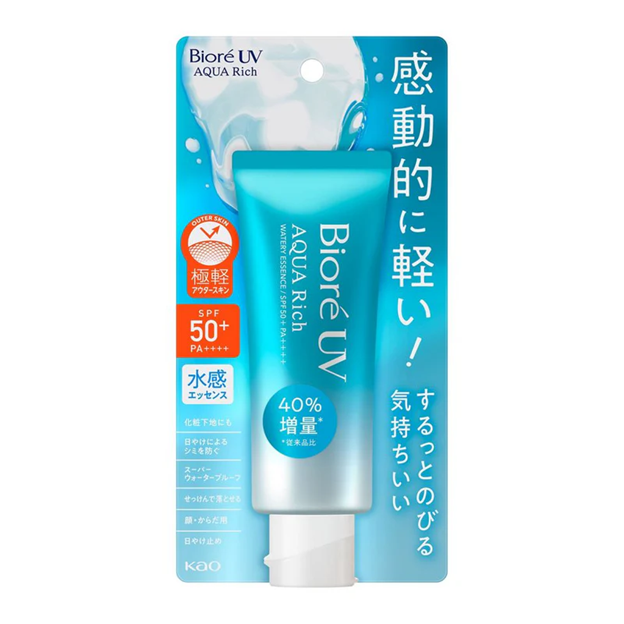 Bioré UV
AQUA Rich
感動的に軽い!
するっとのびる
気持ちいい
OUTER SKIN
極軽
アウタースキン
SPF
50+
PA++++
水感
エッセンス
化粧下地にも
日やけによる
シミを防ぐ
スーパー
ウォータープルーフ
せっけんで落とせる
顔・からだ用
日やけ止め
Kao
Bioré UV
AQUA Rich
WATERY ESSENCE / SPF50+ PA++++
40%
増量*
*従来品比